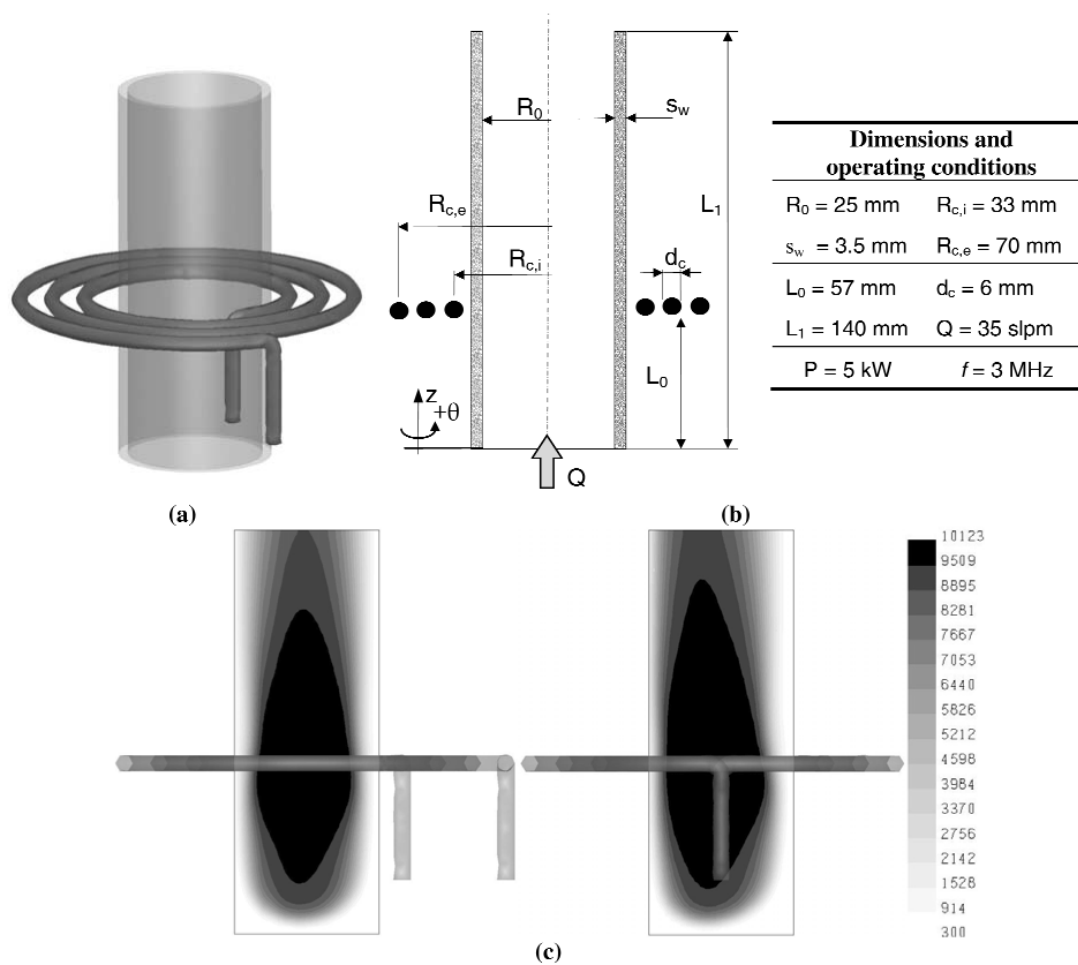 R0
sw
Rc,e
L1
Rc,i
dc
L0
z
+θ
Q
Dimensions and
operating conditions
R0 = 25 mm Rc,i = 33 mm
sw = 3.5 mm Rc,e = 70 mm
L0 = 57 mm dc = 6 mm
L1 = 140 mm Q = 35 slpm
P = 5 kW f = 3 MHz
(a)
(b)
10123
9509
8895
8281
7667
7053
6440
5826
5212
4598
3984
3370
2756
2142
1528
914
300
(c)